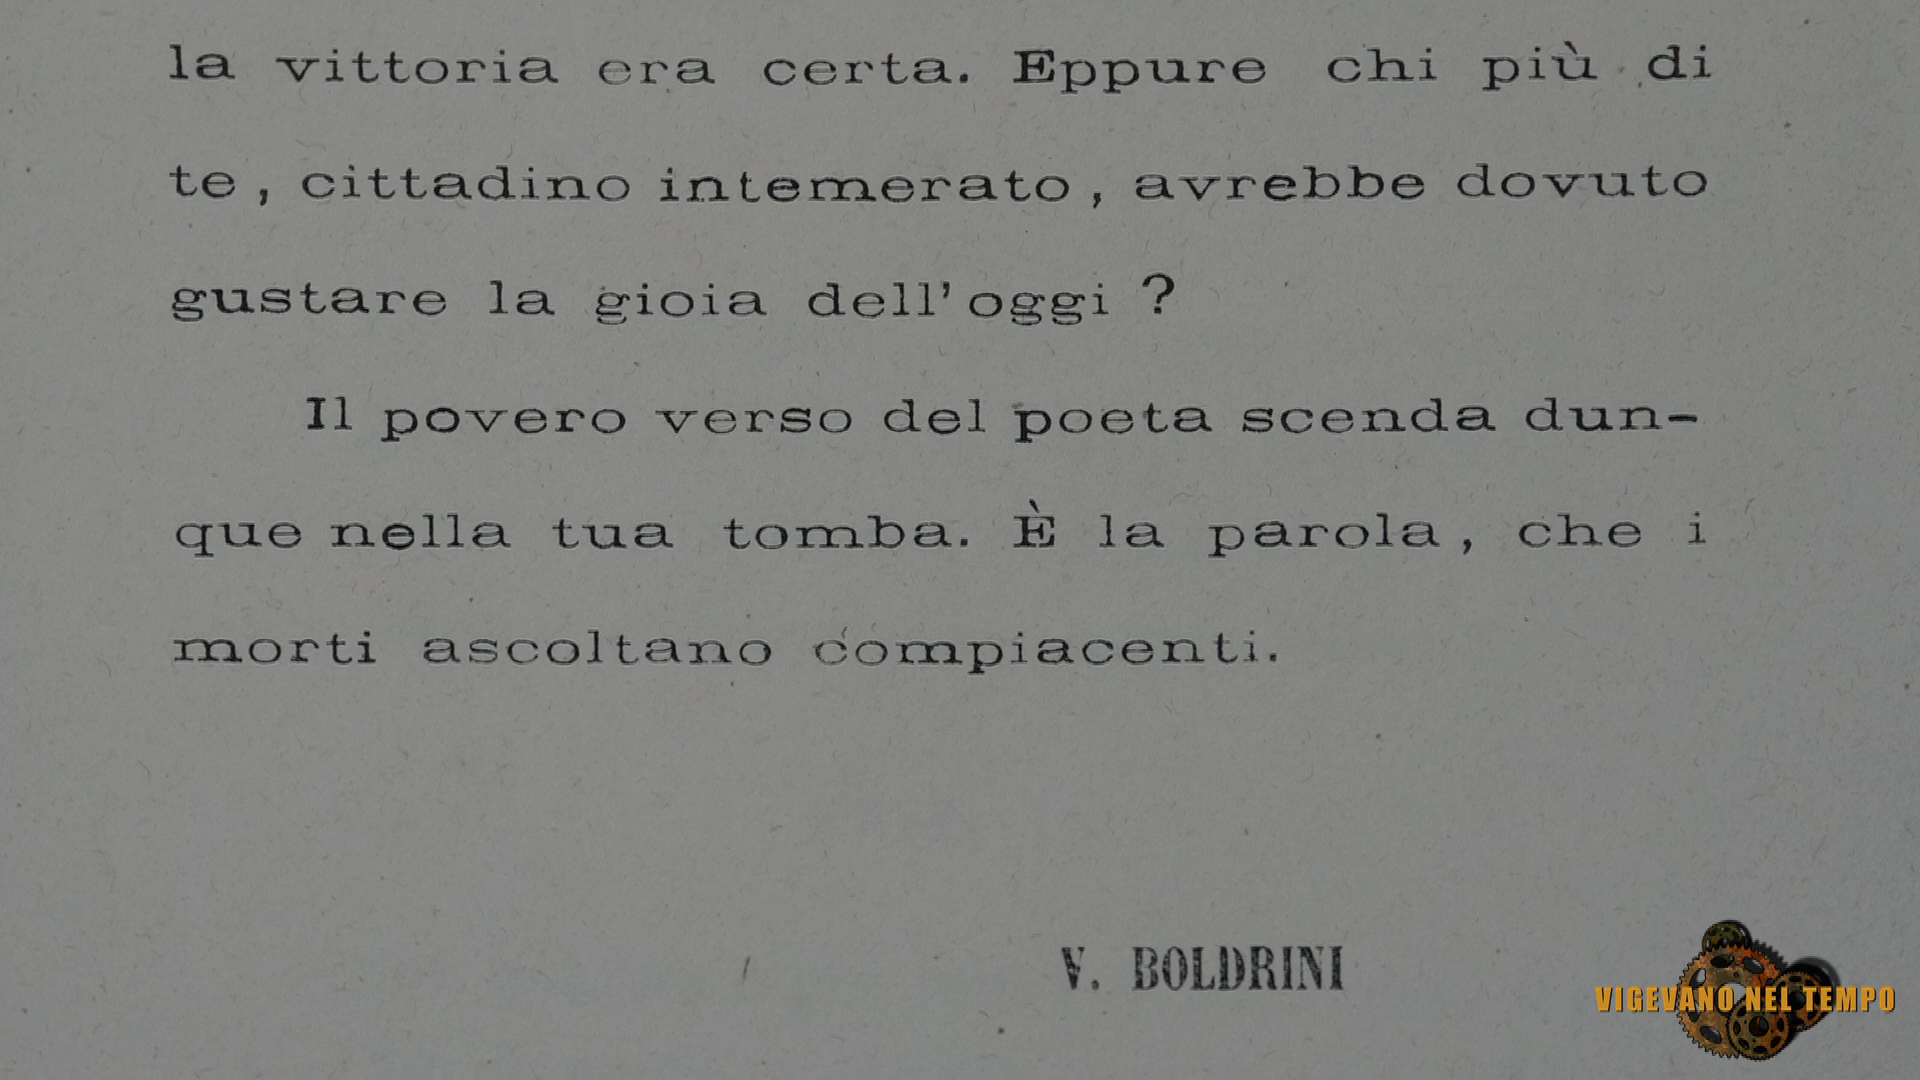 la vittoria era certa. Eppure chi più di
te, cittadino intemerato, avrebbe dovuto
gustare la gioia dell'oggi ?
Il povero verso del poeta scenda dun-
que nella tua tomba. È la parola, che i
morti ascoltano compiacenti.
V. BOLDRINI
VIGEVANO NEL TEMPO